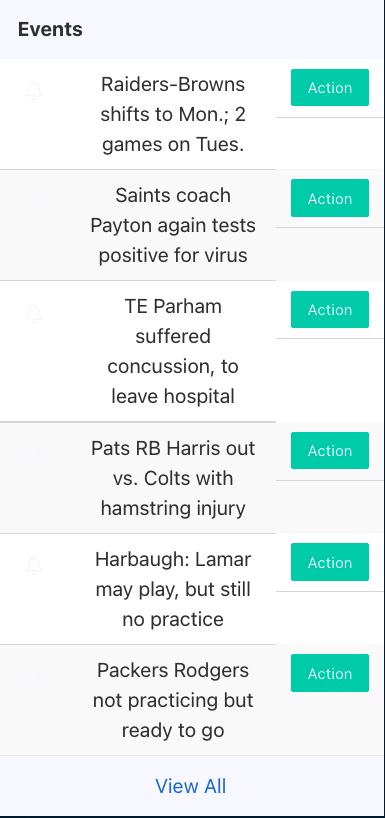 Events
Raiders-Browns
shifts to Mon.; 2
games on Tues.
Action
Saints coach
Payton again tests
positive for virus
Action
TE Parham
suffered
concussion, to
leave hospital
Action
Pats RB Harris out
vs. Colts with
hamstring injury
Action
Harbaugh: Lamar
may play, but still
no practice
Action
Packers Rodgers
not practicing but
ready to go
Action
View All